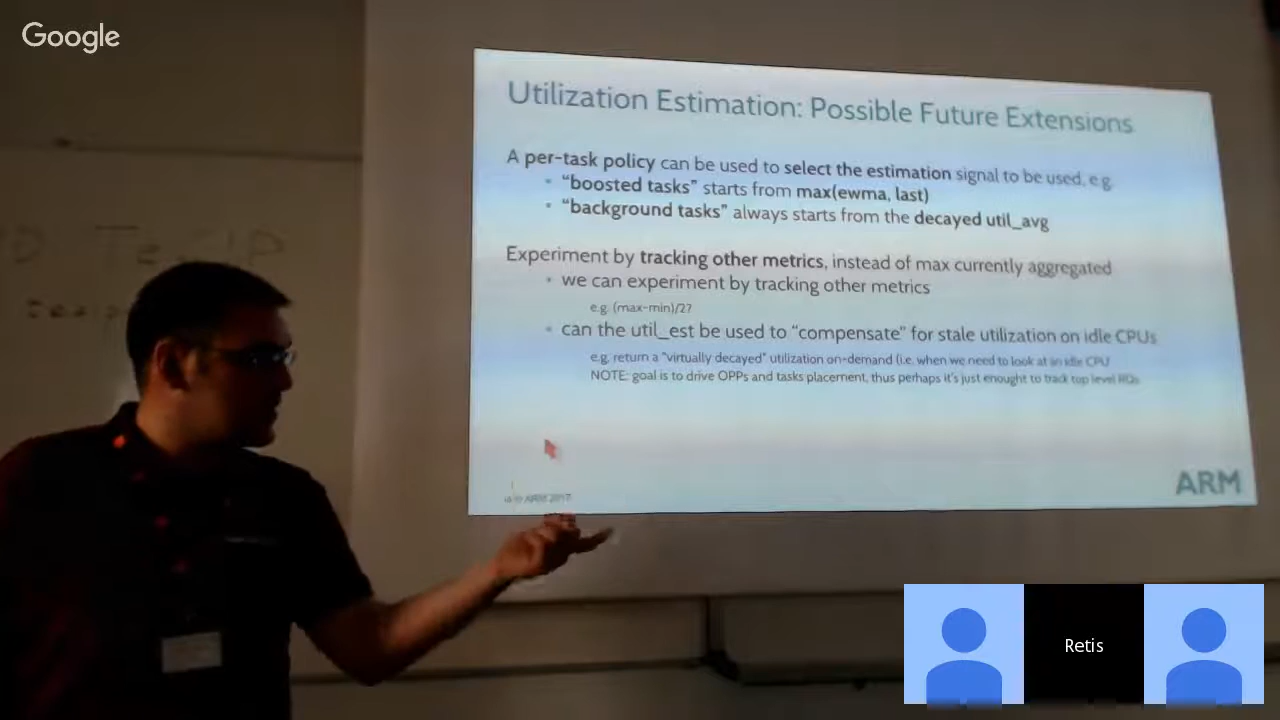 Google
Utilization Estimation: Possible Future Extensions
A per-task policy can be used to select the estimation signal to be used, e.g.
“boosted tasks” starts from max(ewma, last)
“background tasks” always starts from the decayed util_avg
Experiment by tracking other metrics, instead of max currently aggregated
we can experiment by tracking other metrics
e.g. (max-min)/2?
can the util_est be used to “compensate” for stale utilization on idle CPUs
e.g. return a “virtually decayed” utilization on-demand (i.e. when we need to look at an idle CPU
NOTE: goal is to drive OPPs and tasks placement, thus perhaps it's just enought to track top level RQs
© ARM 2017
ARM
Retis